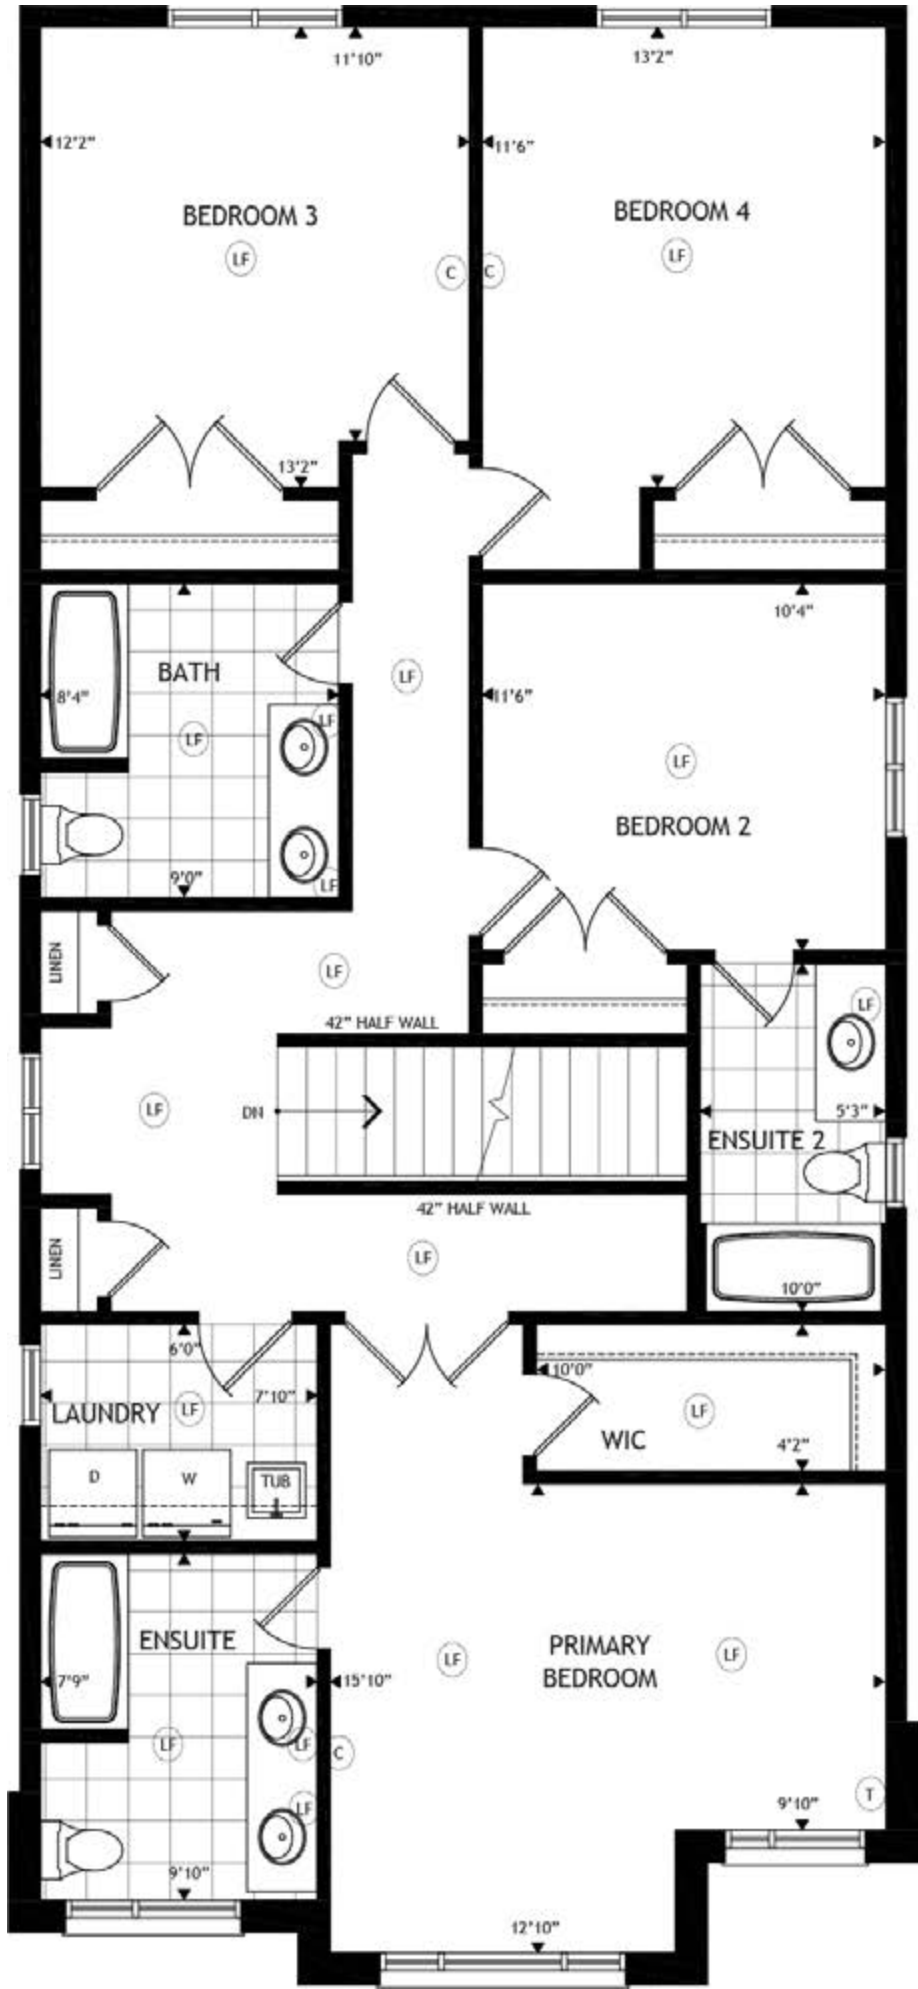 11'10"
13'2"
12'2"
11'6"
BEDROOM 3
BEDROOM 4
LF
LF
C
C
13'2"
10'4"
BATH
LF
8'4"
11'6"
LF
LF
LF
BEDROOM 2
9'0"
LF
LINEN
LF
LF
42" HALF WALL
LF
DN
5'3"
ENSUITE 2
42" HALF WALL
LINEN
LF
10'0"
6'0"
10'0"
7'10"
LAUNDRY
LF
LF
WIC
4'2"
D
W
TUB
ENSUITE
PRIMARY
BEDROOM
LF
LF
7'9"
15'10"
LF
LF
C
T
LF
9'10"
9'10"
12'10"